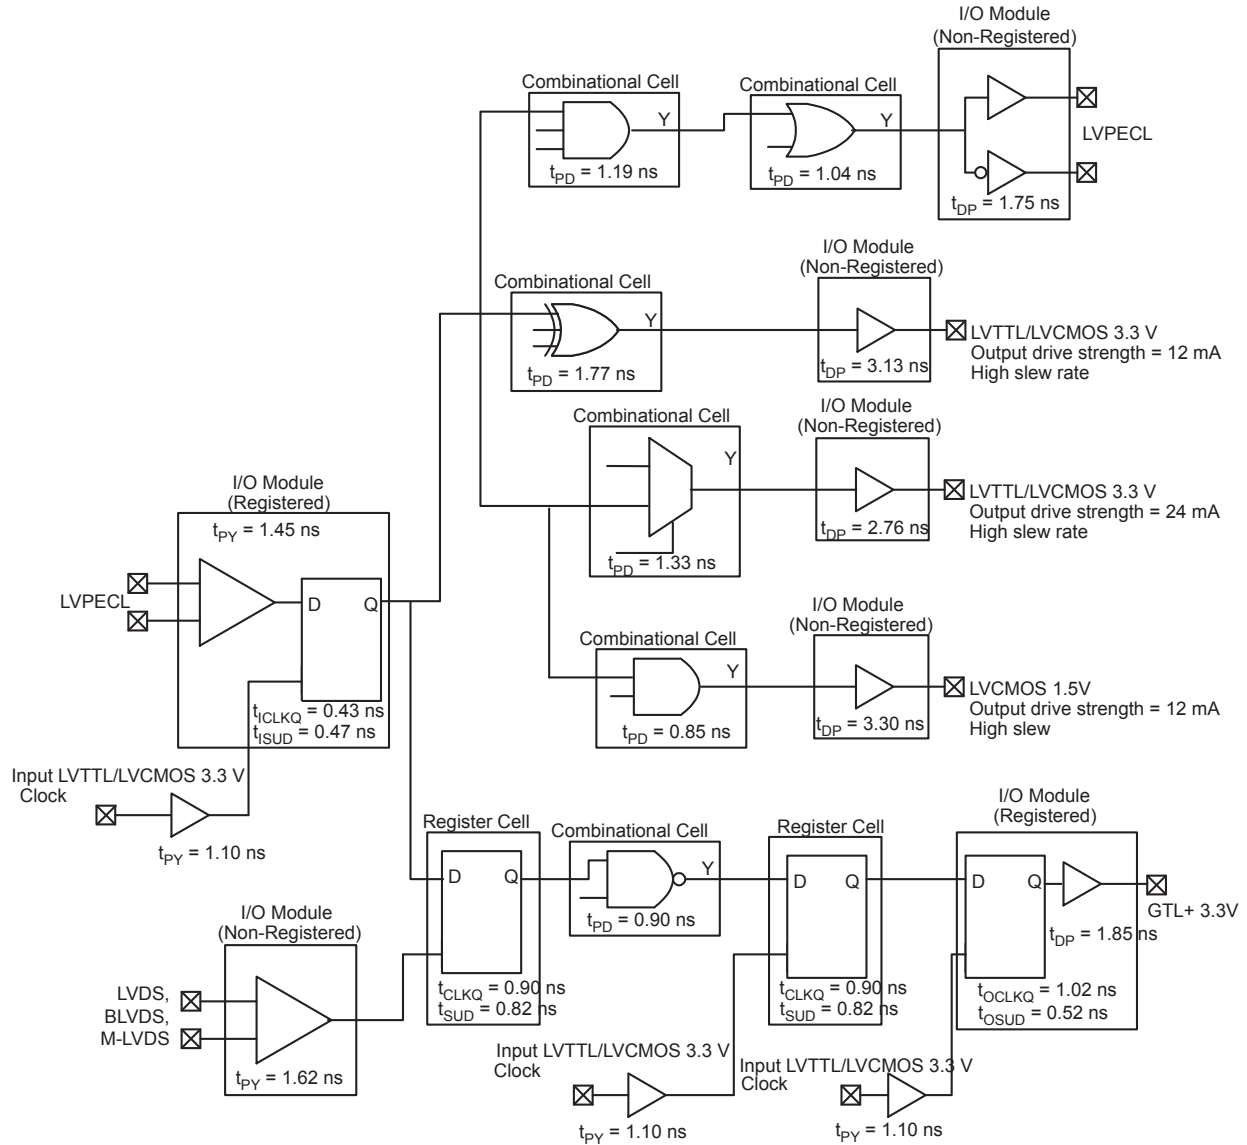 I/O Module
(Non-Registered)
Combinational Cell
Y
tPD = 1.19 ns
Combinational Cell
Y
tPD = 1.04 ns
LVPECL
tDP = 1.75 ns
I/O Module
(Non-Registered)
Combinational Cell
Y
tPD = 1.77 ns
tDP = 3.13 ns
LVTTL/LVCMOS 3.3 V
Output drive strength = 12 mA
High slew rate
I/O Module
(Non-Registered)
Combinational Cell
Y
tPD = 1.33 ns
tDP = 2.76 ns
LVTTL/LVCMOS 3.3 V
Output drive strength = 24 mA
High slew rate
I/O Module
(Registered)
tPY = 1.45 ns
LVPECL
D
Q
tICLKQ = 0.43 ns
tISUD = 0.47 ns
I/O Module
(Non-Registered)
Combinational Cell
Y
tPD = 0.85 ns
tDP = 3.30 ns
LVCMOS 1.5V
Output drive strength = 12 mA
High slew
Input LVTTL/LVCMOS 3.3 V
Clock
tPY = 1.10 ns
Register Cell
D
Q
tCLKQ = 0.90 ns
tSUD = 0.82 ns
Combinational Cell
Y
tPD = 0.90 ns
Register Cell
D
Q
tCLKQ = 0.90 ns
tSUD = 0.82 ns
I/O Module
(Registered)
D
Q
GTL+ 3.3V
tDP = 1.85 ns
tOCLKQ = 1.02 ns
tOSUD = 0.52 ns
I/O Module
(Non-Registered)
LVDS,
BLVDS,
M-LVDS
tPY = 1.62 ns
Input LVTTL/LVCMOS 3.3 V
Clock
tPY = 1.10 ns
Input LVTTL/LVCMOS 3.3 V
Clock
tPY = 1.10 ns